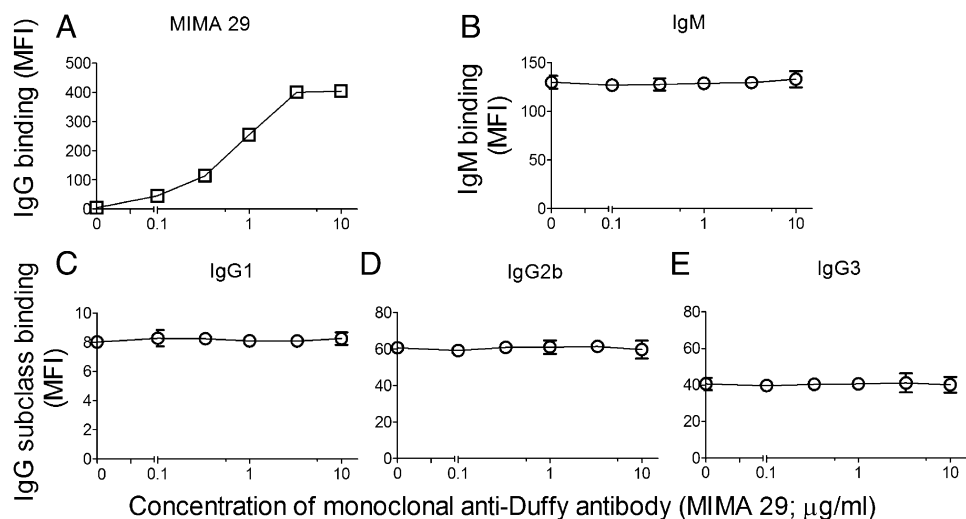 A
MIMA 29
IgG binding (MFI)
500
400
300
200
100
0
0 0.1 1 10
B
IgM
IgM binding
(MFI)
150
100
50
0
0 0.1 1 10
C
IgG1
IgG subclass binding
(MFI)
10
8
6
4
2
0
0 0.1 1 10
D
IgG2b
80
60
40
20
0
0 0.1 1 10
E
IgG3
80
60
40
20
0
0 0.1 1 10
Concentration of monoclonal anti-Duffy antibody (MIMA 29; μg/ml)